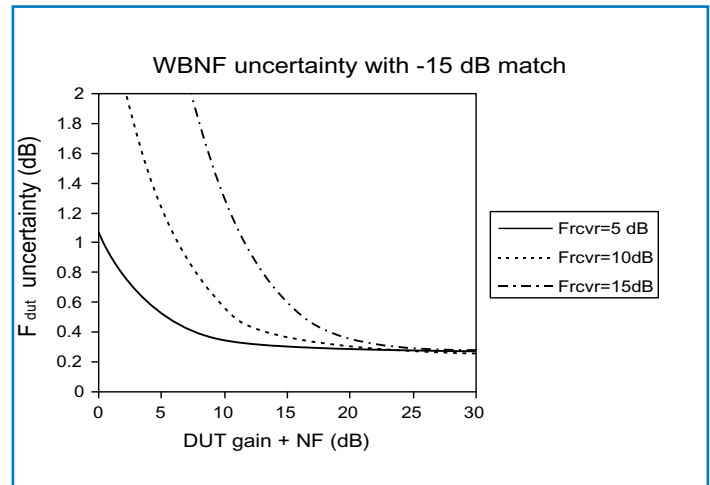 WBNF uncertainty with -15 dB match
2
1.8
1.6
1.4
1.2
1
0.8
0.6
0.4
0.2
0
F dut uncertainty (dB)
0 5 10 15 20 25 30
DUT gain + NF (dB)
Frcvr=5 dB
Frcvr=10dB
Frcvr=15dB